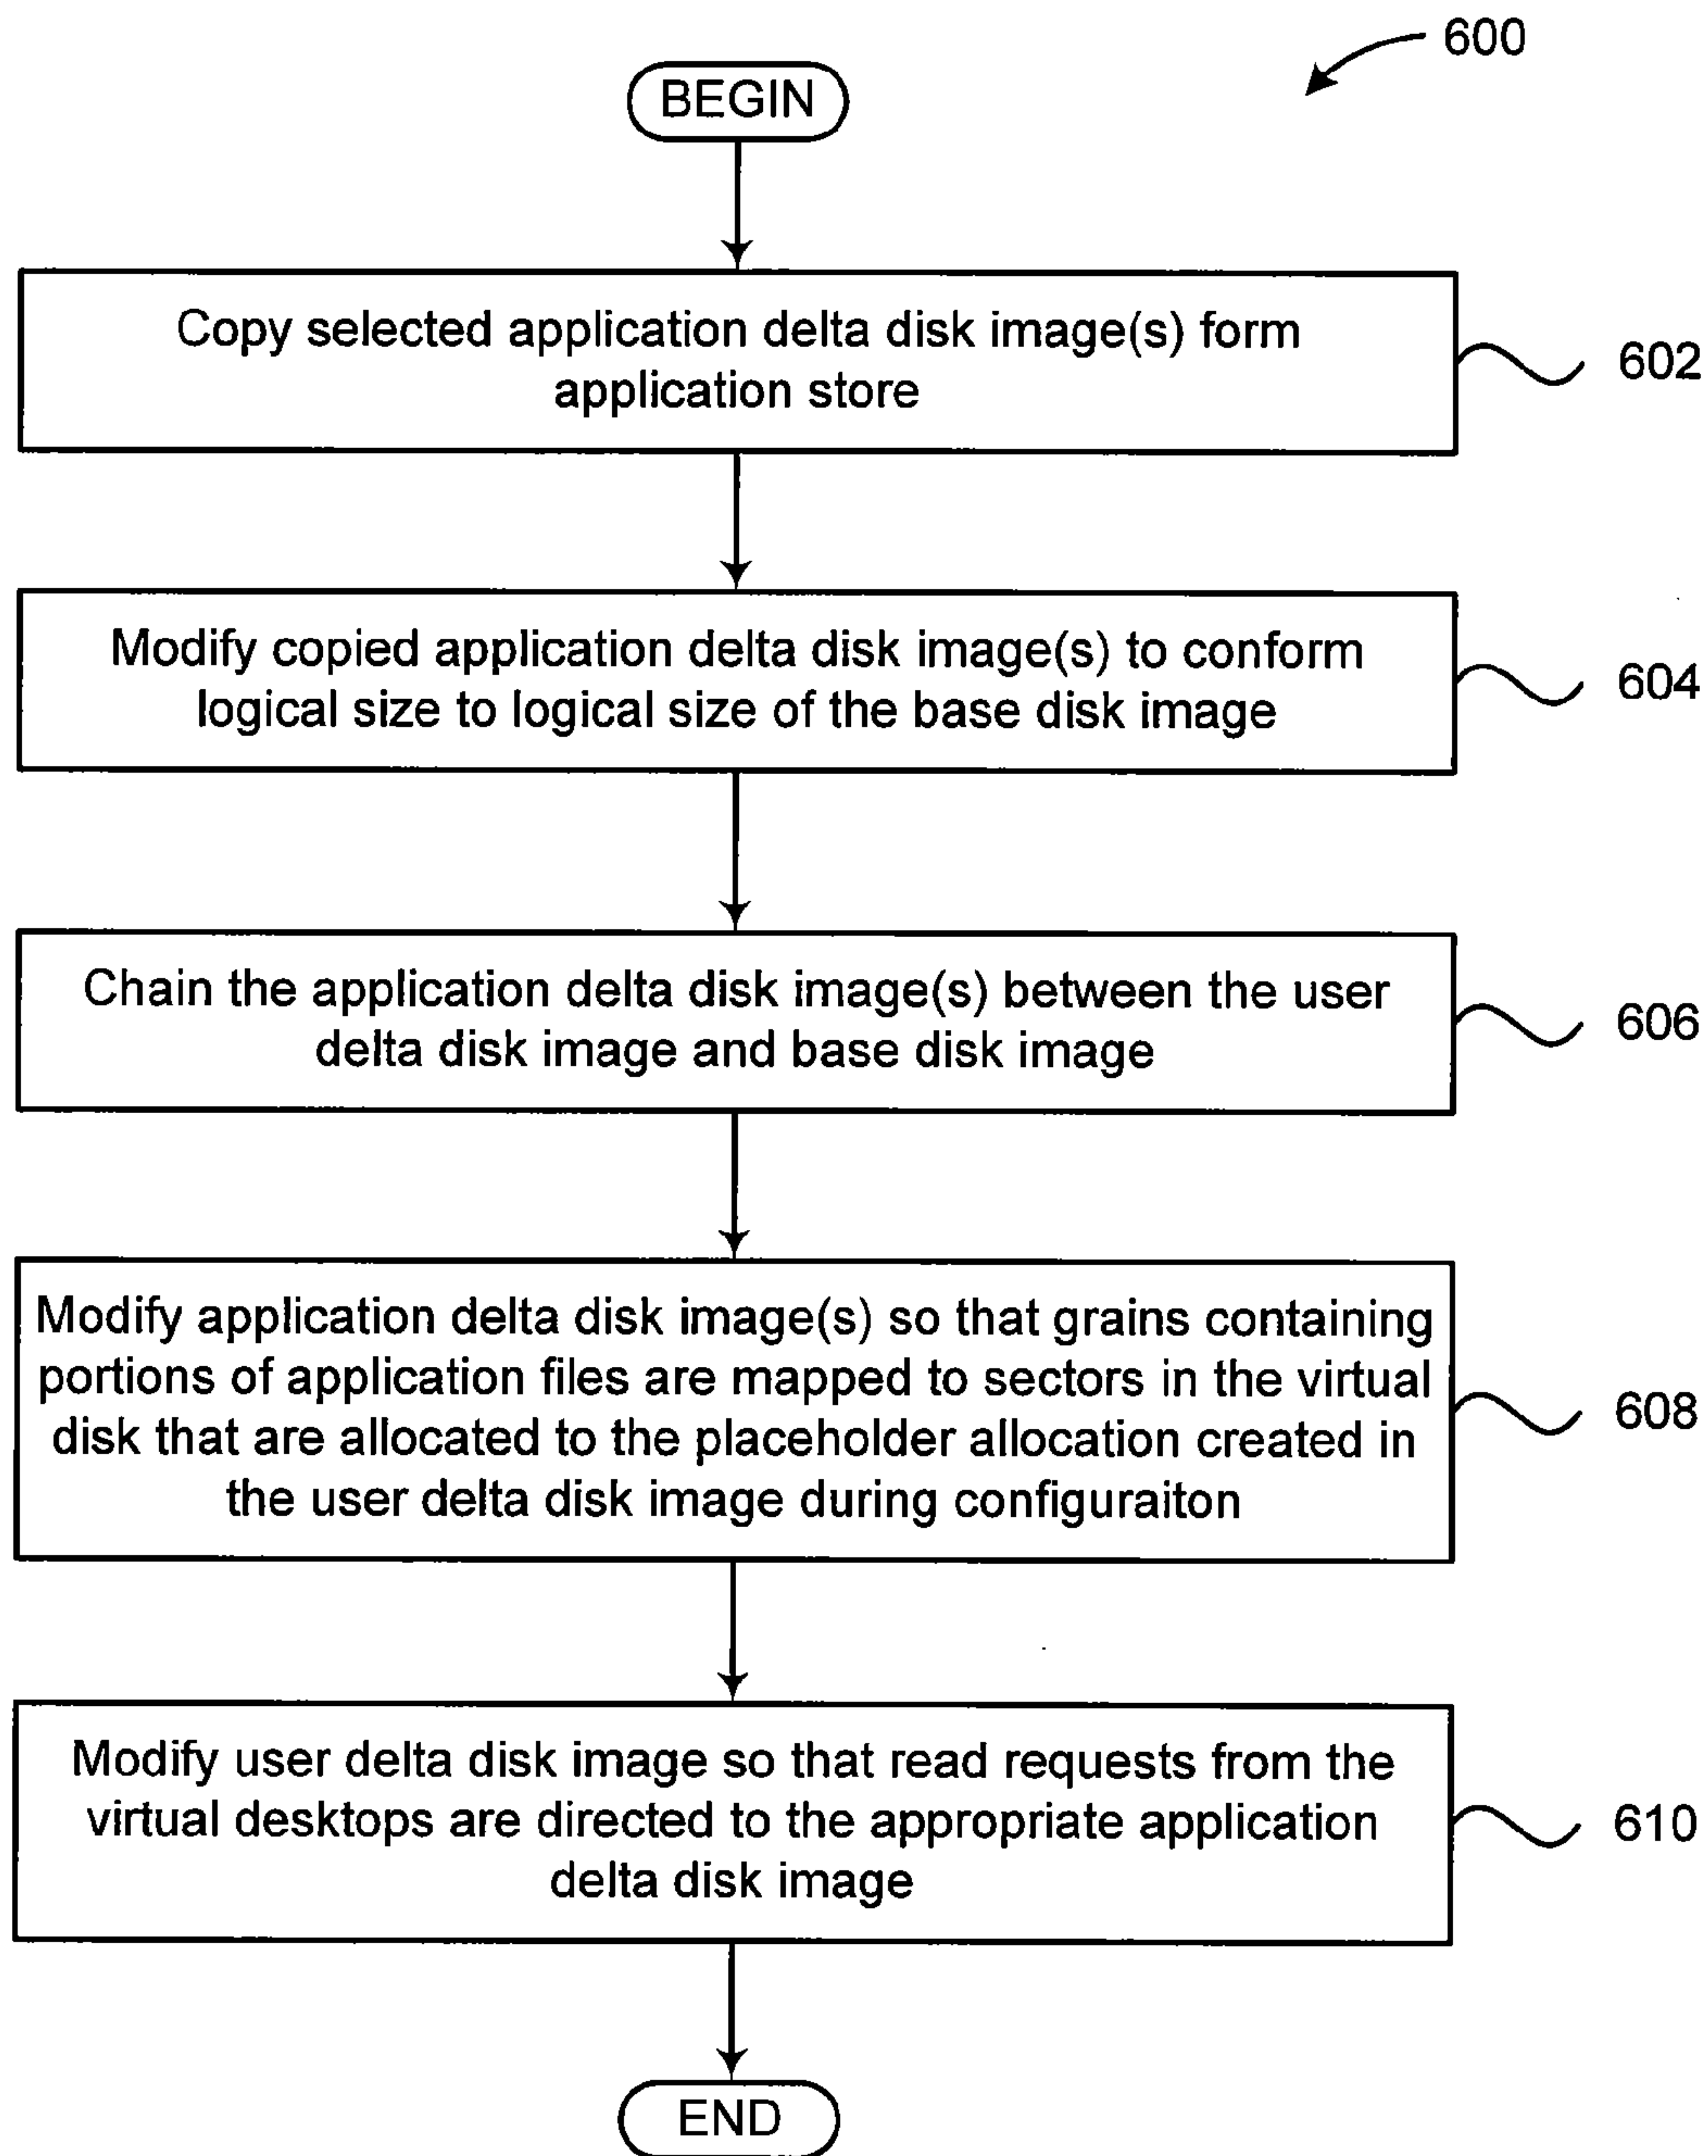 600
BEGIN
Copy selected application delta disk image(s) form
application store
602
Modify copied application delta disk image(s) to conform
logical size to logical size of the base disk image
604
Chain the application delta disk image(s) between the user
delta disk image and base disk image
606
Modify application delta disk image(s) so that grains containing
portions of application files are mapped to sectors in the virtual
disk that are allocated to the placeholder allocation created in
the user delta disk image during configuraiton
608
Modify user delta disk image so that read requests from the
virtual desktops are directed to the appropriate application
delta disk image
610
END